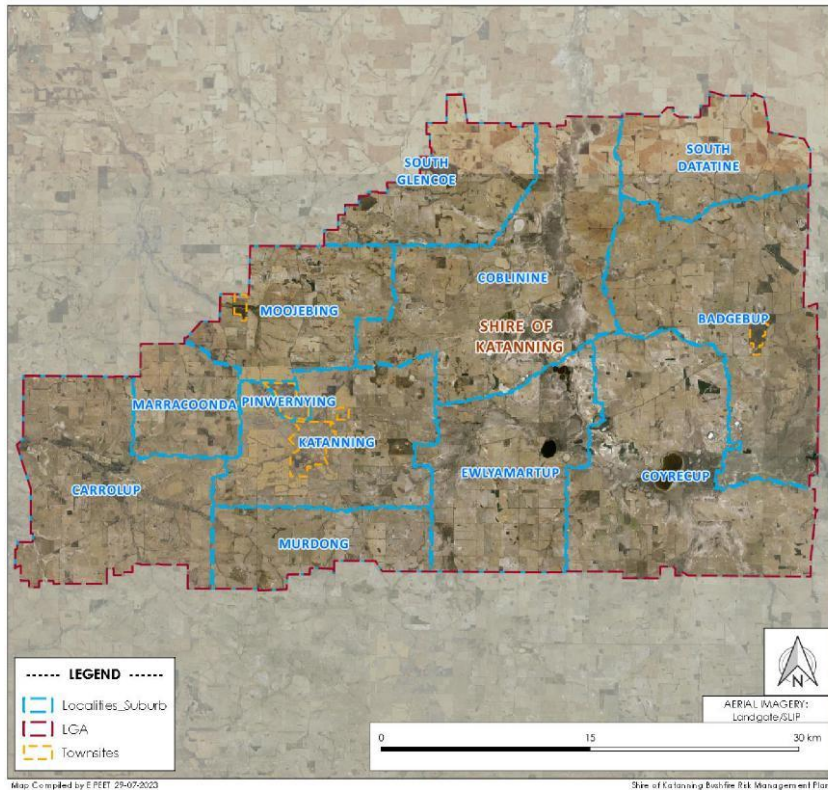 SOUTH
DATATINE
SOUTH
GLENCOE
COBLININE
MOOJEBING
BADGEBUP
SHIRE OF
KATANNING
MARRACOONDA
PINWERNYING
KATANNING
EWLYAMARTUP
COYRECUP
CARROLUP
MURDONG
LEGEND
Localities_Suburb
LGA
Townsites
N
AERIAL IMAGERY:
Landgate/SLIP
0 15 30 km
Map Compiled by E PEET 29-07-2023
Shire of Katanning Bushfire Risk Management Plan